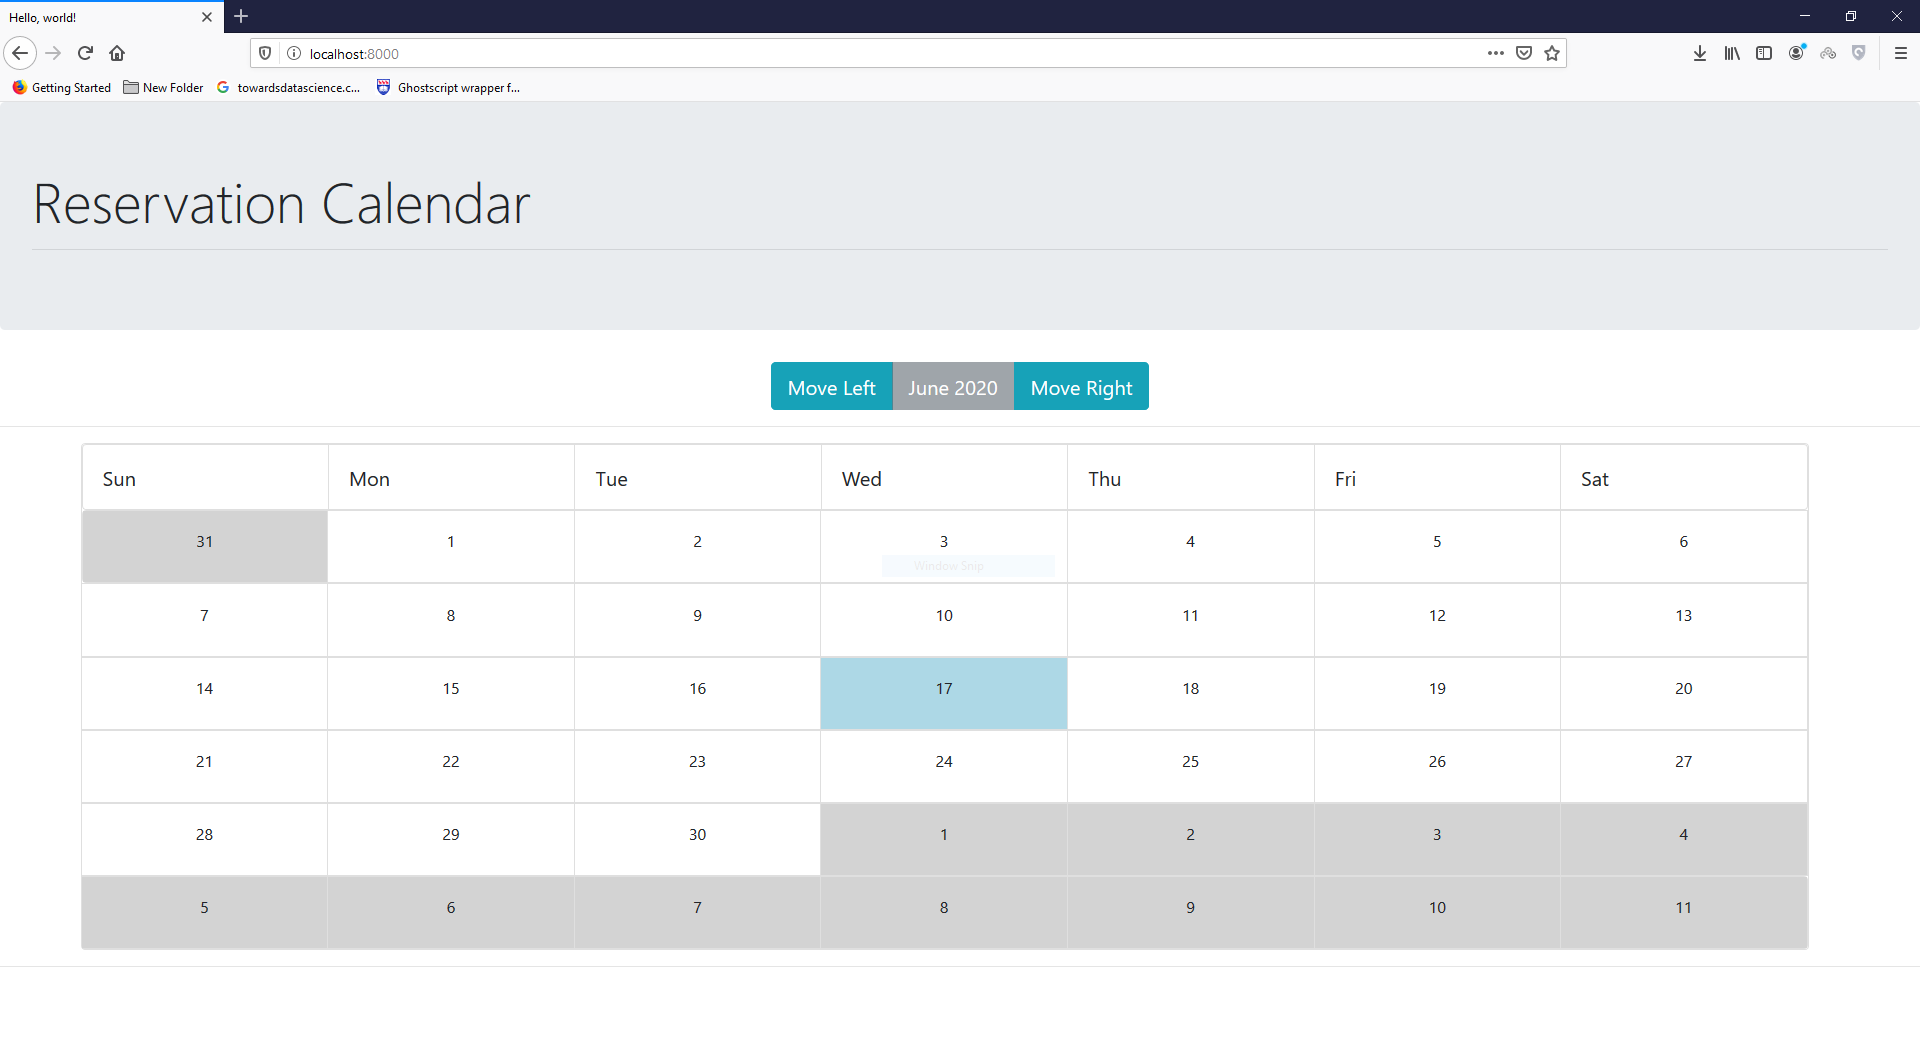 Hello, world!
localhost:8000
Getting Started New Folder towardsdatascience.c... Ghostscript wrapper f...
Reservation Calendar
Move Left June 2020 Move Right
Sun Mon Tue Wed Thu Fri Sat
31 1 2 3 4 5 6
Window Snip
7 8 9 10 11 12 13
14 15 16 17 18 19 20
21 22 23 24 25 26 27
28 29 30 1 2 3 4
5 6 7 8 9 10 11